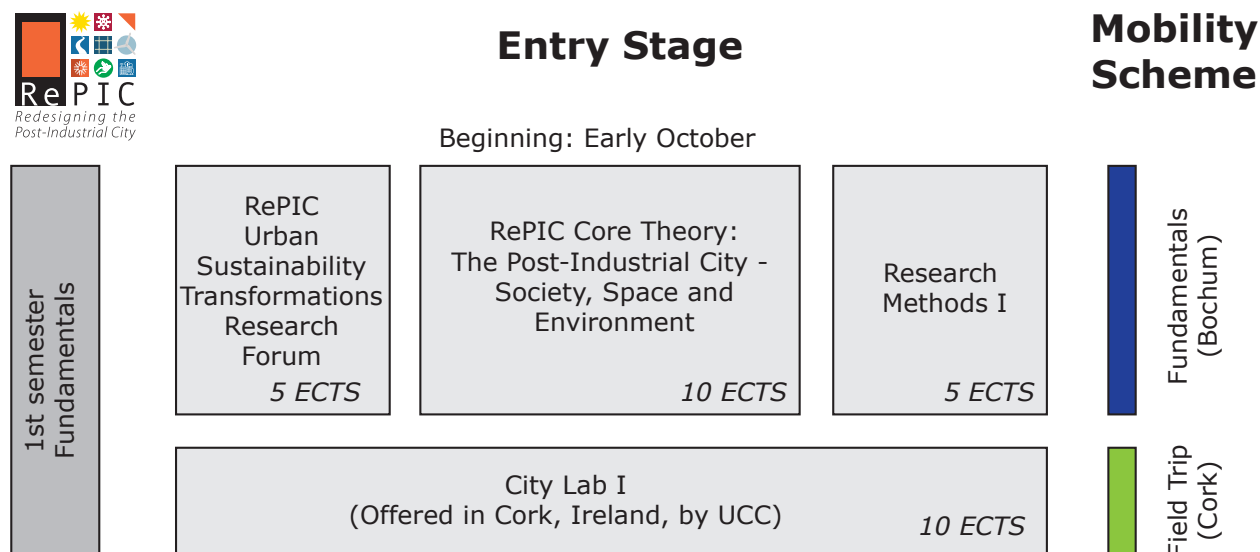 RePIC
Redesigning the
Post-Industrial City
Entry Stage
Mobility
Scheme
Beginning: Early October
1st semester
Fundamentals
RePIC
Urban
Sustainability
Transformations
Research
Forum
5 ECTS
RePIC Core Theory:
The Post-Industrial City -
Society, Space and
Environment
10 ECTS
Research
Methods I
5 ECTS
Fundamentals
(Bochum)
City Lab I
(Offered in Cork, Ireland, by UCC)
10 ECTS
Field Trip
(Cork)